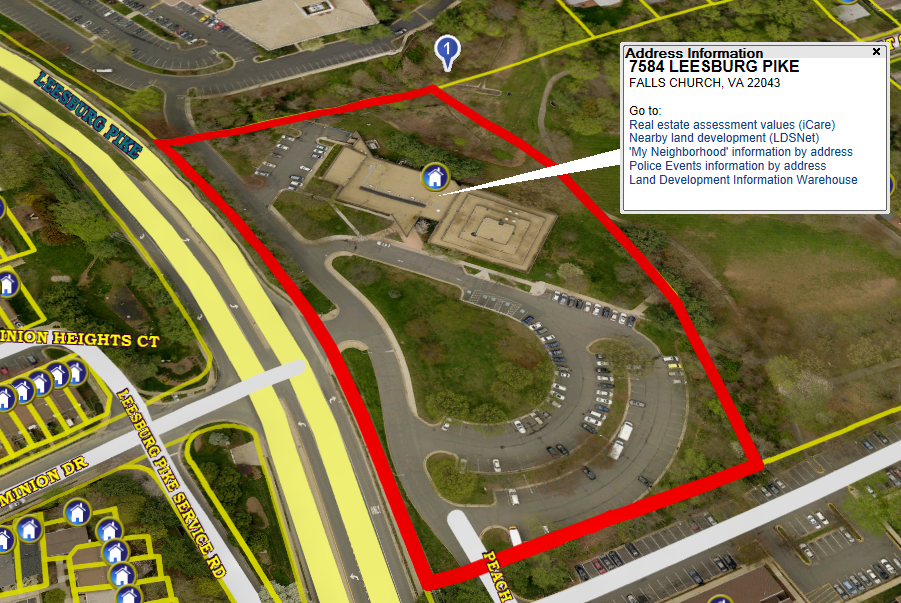 1
LEESBURG PIKE
Address Information
7584 LEESBURG PIKE
FALLS CHURCH, VA 22043
Go to:
Real estate assessment values (iCare)
Nearby land development (LDSNet)
'My Neighborhood' information by address
Police Events information by address
Land Development Information Warehouse
INION HEIGHTS CT
LEESBURG PIKE SERVICE RD
MINION DR
PEACH